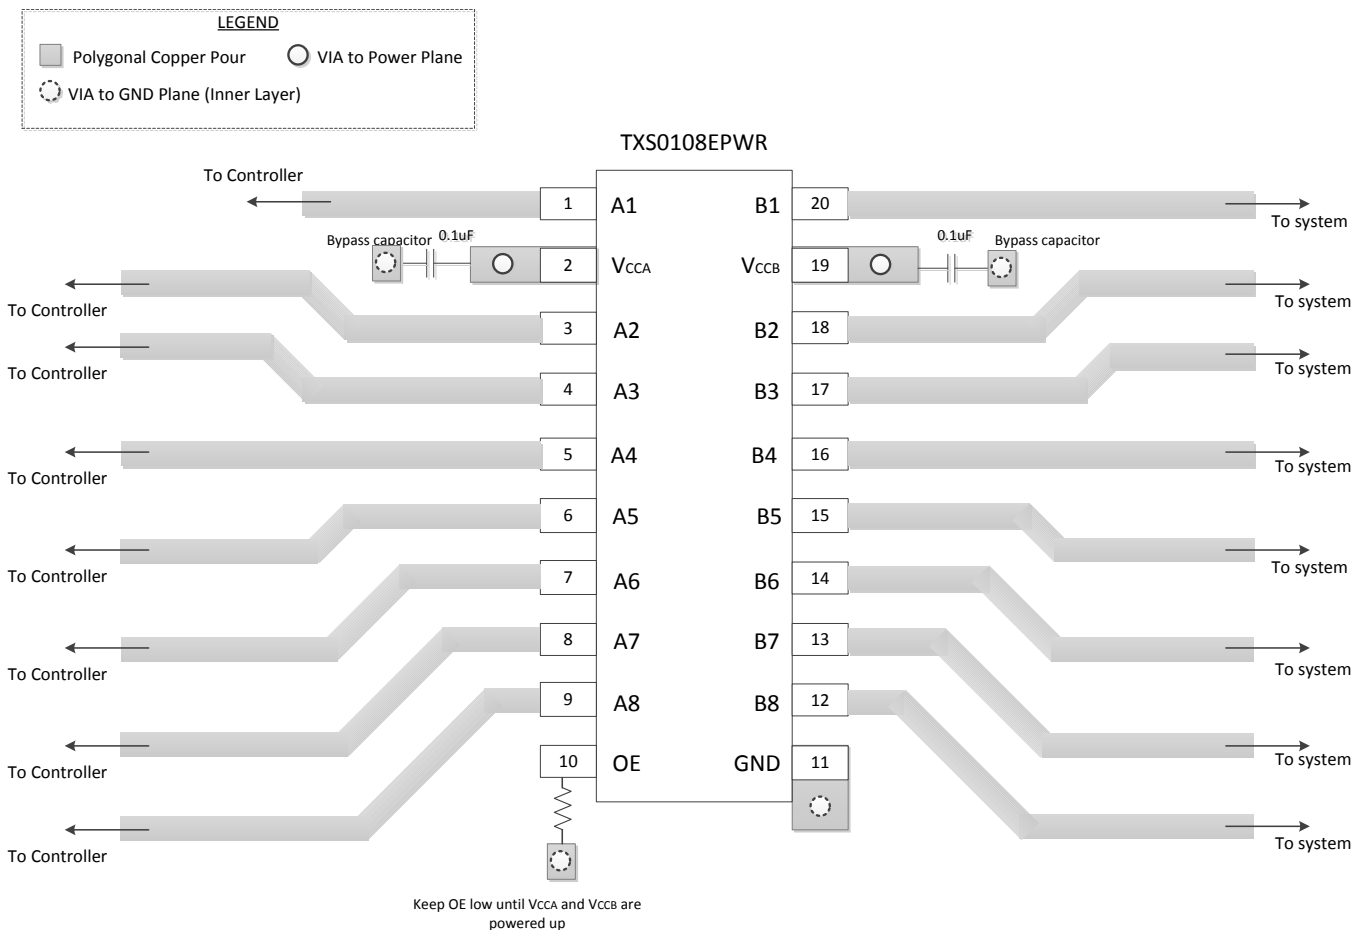 LEGEND
Polygonal Copper Pour
VIA to Power Plane
VIA to GND Plane (Inner Layer)
TXS0108EPWR
To Controller
1 A1 B1 20
To system
Bypass capacitor 0.1uF
0.1uF Bypass capacitor
2 VCCA VCCB 19
To Controller
To system
3 A2 B2 18
To Controller
To system
4 A3 B3 17
5 A4 B4 16
To Controller
To system
6 A5 B5 15
To Controller
To system
7 A6 B6 14
8 A7 B7 13
To Controller
To system
9 A8 B8 12
10 OE GND 11
To Controller
To system
To Controller
To system
Keep OE low until VCCA and VCCB are
powered up